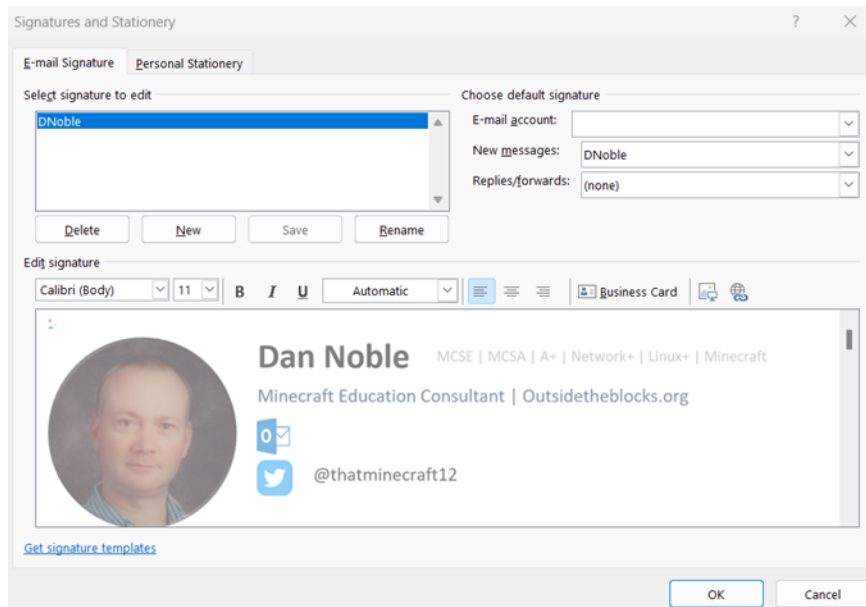 Signatures and Stationery
E-mail Signature
Personal Stationery
Select signature to edit
DNoble
Delete
New
Save
Rename
Choose default signature
E-mail account:
New messages:
DNoble
Replies/forwards:
(none)
Edit signature
Calibri (Body)
11
B
I
U
Automatic
Business Card
Dan Noble
MCSE | MCSA | A+ | Network+ | Linux+ | Minecraft
Minecraft Education Consultant | Outsidetheblocks.org
@thatminecraft12
Get signature templates
OK
Cancel